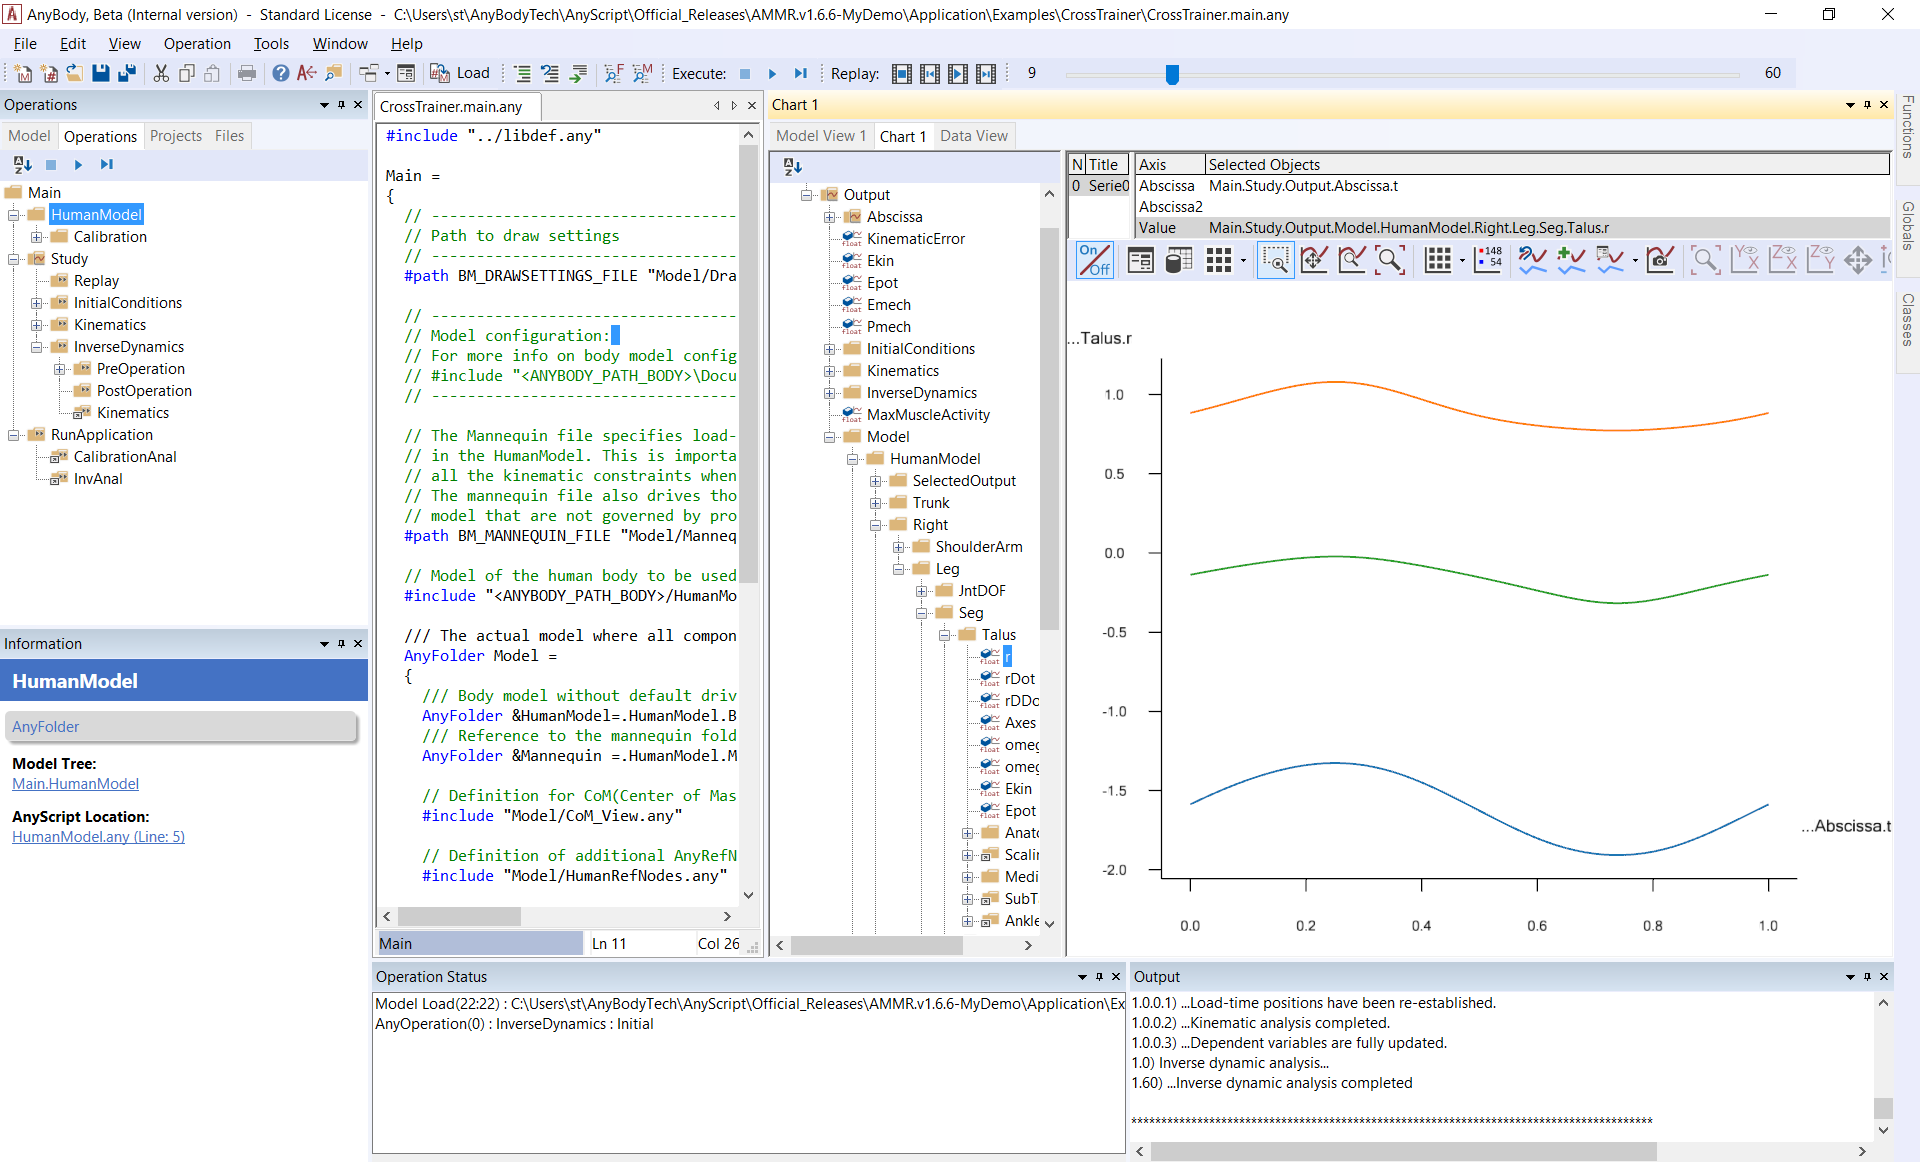 AnyBody, Beta (Internal version)  -  Standard License  -  C:\Users\st\AnyBodyTech\AnyScript\Official_Releases\AMMR.v1.6.6-MyDemo\Application\Examples\CrossTrainer\CrossTrainer.main.any
File Edit View Operation Tools Window Help
Load Execute: Replay: 9 60
Operations
Model Operations Projects Files
Main
HumanModel
Calibration
Study
Replay
InitialConditions
Kinematics
InverseDynamics
PreOperation
PostOperation
Kinematics
RunApplication
CalibrationAnal
InvAnal
Information
HumanModel
AnyFolder
Model Tree:
Main.HumanModel
AnyScript Location:
HumanModel.any (Line: 5)
CrossTrainer.main.any
#include "../libdef.any"
Main =
{
// ----------------------------------
// Path to draw settings
// ----------------------------------
#path BM_DRAWSETTINGS_FILE "Model/Dra
// ----------------------------------
// Model configuration:
// For more info on body model config
// #include "<ANYBODY_PATH_BODY>\Docu
// ----------------------------------
// The Mannequin file specifies load-
// in the HumanModel. This is importa
// all the kinematic constraints when
// The mannequin file also drives tho
// model that are not governed by pro
#path BM_MANNEQUIN_FILE "Model/Manneq
// Model of the human body to be used
#include "<ANYBODY_PATH_BODY>/HumanMo
/// The actual model where all compon
AnyFolder Model =
{
/// Body model without default driv
AnyFolder &HumanModel=.HumanModel.B
/// Reference to the mannequin fold
AnyFolder &Mannequin =.HumanModel.M
// Definition for CoM(Center of Mas
#include "Model/CoM_View.any"
// Definition of additional AnyRefN
#include "Model/HumanRefNodes.any"
Main Ln 11 Col 26
Chart 1
Model View 1 Chart 1 Data View
Output
Abscissa
KinematicError
Ekin
Epot
Emech
Pmech
InitialConditions
Kinematics
InverseDynamics
MaxMuscleActivity
Model
HumanModel
SelectedOutput
Trunk
Right
ShoulderArm
Leg
JntDOF
Seg
Talus
r
rDot
rDDo
Axes
omeg
omeg
Ekin
Epot
Anato
Scalin
Medi
SubT
Ankle
N Title
0 Serie0
Axis Selected Objects
Abscissa Main.Study.Output.Abscissa.t
Abscissa2
Value Main.Study.Output.Model.HumanModel.Right.Leg.Seg.Talus.r
On/Off
148
54
...Talus.r
1.0
0.5
0.0
-0.5
-1.0
-1.5
-2.0
0.0 0.2 0.4 0.6 0.8 1.0
...Abscissa.t
Functions
Globals
Classes
Operation Status
Model Load(22:22) : C:\Users\st\AnyBodyTech\AnyScript\Official_Releases\AMMR.v1.6.6-MyDemo\Application\Ex
AnyOperation(0) : InverseDynamics : Initial
Output
1.0.0.1) ...Load-time positions have been re-established.
1.0.0.2) ...Kinematic analysis completed.
1.0.0.3) ...Dependent variables are fully updated.
1.0) Inverse dynamic analysis...
1.60) ...Inverse dynamic analysis completed
****************************************************************************************